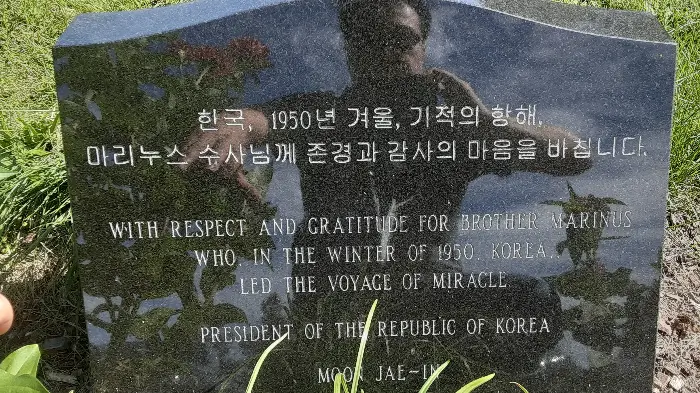 한국, 1950년 겨울, 기적의 항해.
마리누스 수사님께 존경과 감사의 마음을 바칩니다.
WITH RESPECT AND GRATITUDE FOR BROTHER MARINUS
WHO, IN THE WINTER OF 1950, KOREA,
LED THE VOYAGE OF MIRACLE
PRESIDENT OF THE REPUBLIC OF KOREA
MOON JAE-IN